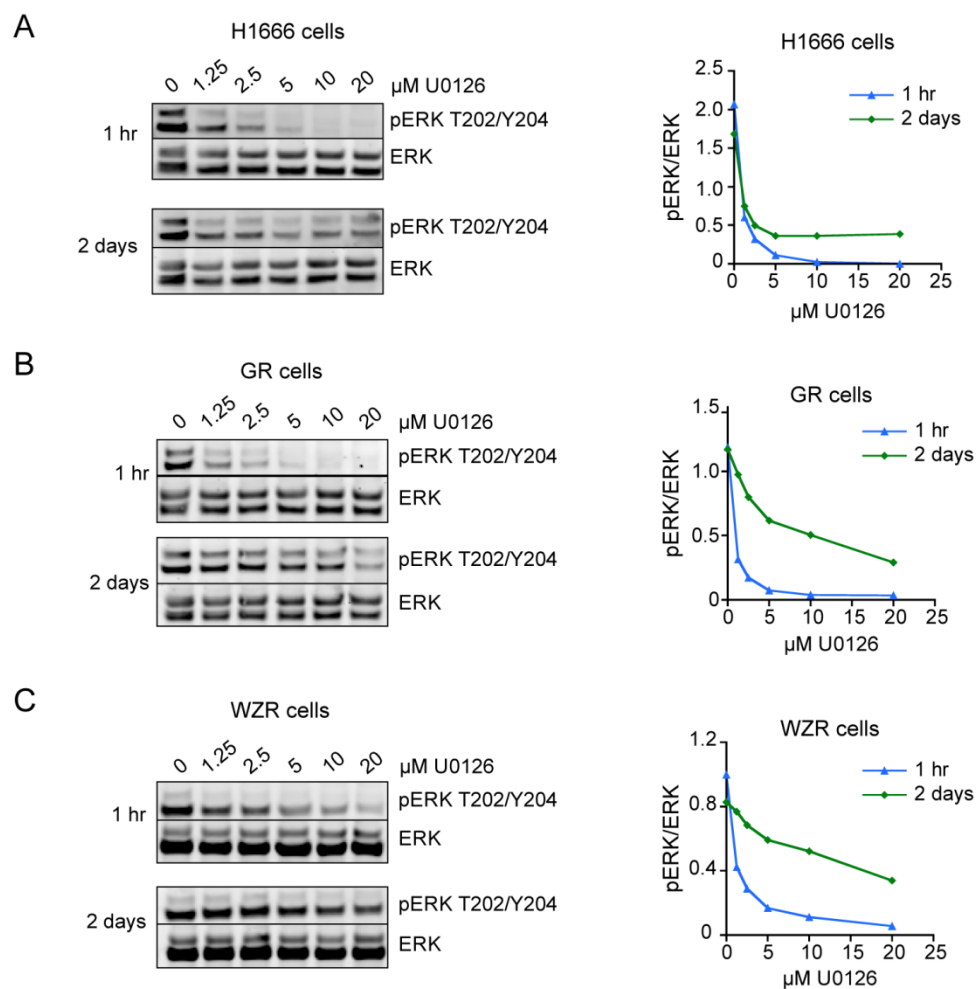 A
H1666 cells
0 1.25 2.5 5 10 20 µM U0126
1 hr
pERK T202/Y204
ERK
2 days
pERK T202/Y204
ERK
H1666 cells
2.5
2.0
1.5
1.0
0.5
0
pERK/ERK
1 hr
2 days
0 5 10 15 20 25
µM U0126
B
GR cells
0 1.25 2.5 5 10 20 µM U0126
1 hr
pERK T202/Y204
ERK
2 days
pERK T202/Y204
ERK
GR cells
1.5
1.0
0.5
0
pERK/ERK
1 hr
2 days
0 5 10 15 20 25
µM U0126
C
WZR cells
0 1.25 2.5 5 10 20 µM U0126
1 hr
pERK T202/Y204
ERK
2 days
pERK T202/Y204
ERK
WZR cells
1.2
0.8
0.4
0
pERK/ERK
1 hr
2 days
0 5 10 15 20 25
µM U0126